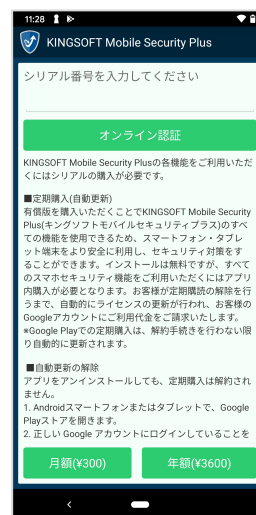 11:28
KINGSOFT Mobile Security Plus
シリアル番号を入力してください
オンライン認証
KINGSOFT Mobile Security Plusの各機能をご利用いただ
くにはシリアルの購入が必要です。
■定期購入(自動更新)
有償版を購入いただくことでKINGSOFT Mobile Security
Plus(キングソフトモバイルセキュリティプラス)のすべ
ての機能を使用できるため、スマートフォン・タブレ
ット端末をより安全に利用し、セキュリティ対策をす
ることができます。インストールは無料ですが、すべて
のスマホセキュリティ機能をご利用いただくにはアプリ
内購入が必要となります。お客様が定期購読の解除を行
うまで、自動的にライセンスの更新が行われ、お客様の
Googleアカウントにご利用代金をご請求いたします。
※Google Playでの定期購入は、解約手続きを行わない限
り自動的に更新されます。
■自動更新の解除
アプリをアンインストールしても、定期購入は解約され
ません。
1. Androidスマートフォンまたはタブレットで、Google
Playストアを開きます。
2. 正しい Google アカウントにログインしていることを
月額(¥300)
年額(¥3600)